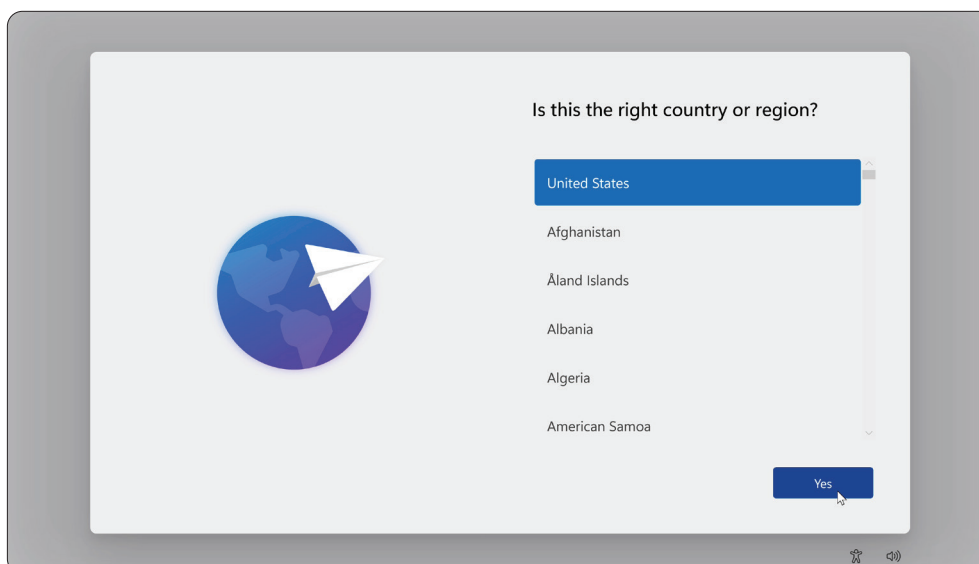 Is this the right country or region?
United States
Afghanistan
Åland Islands
Albania
Algeria
American Samoa
Yes